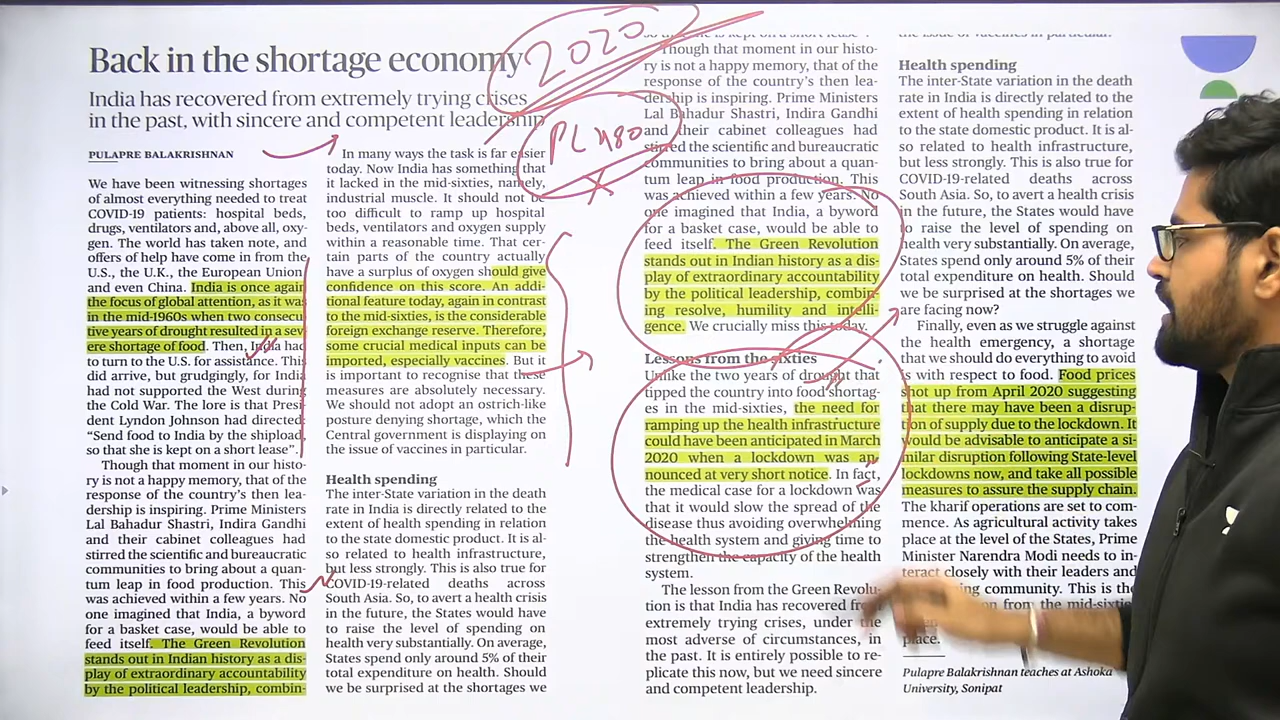 Back in the shortage economy
India has recovered from extremely trying crises
in the past, with sincere and competent leadership
2020
PL480
PULAPRE BALAKRISHNAN
We have been witnessing shortages
of almost everything needed to treat
COVID-19 patients: hospital beds,
drugs, ventilators and, above all, oxy-
gen. The world has taken note, and
offers of help have come in from the
U.S., the U.K., the European Union
and even China. India is once again
the focus of global attention, as it was
in the mid-1960s when two consecu-
tive years of drought resulted in a sev
ere shortage of food. Then, India had
to turn to the U.S. for assistance. This
did arrive, but grudgingly, for India
had not supported the West during
the Cold War. The lore is that Presi-
dent Lyndon Johnson had directed:
“Send food to India by the shipload,
so that she is kept on a short lease”.
Though that moment in our histo-
ry is not a happy memory, that of the
response of the country’s then lea-
dership is inspiring. Prime Ministers
Lal Bahadur Shastri, Indira Gandhi
and their cabinet colleagues had
stirred the scientific and bureaucratic
communities to bring about a quan-
tum leap in food production. This
was achieved within a few years. No
one imagined that India, a byword
for a basket case, would be able to
feed itself. The Green Revolution
stands out in Indian history as a dis-
play of extraordinary accountability
by the political leadership, combin-
In many ways the task is far easier
today. Now India has something that
it lacked in the mid-sixties, namely,
industrial muscle. It should not be
too difficult to ramp up hospital
beds, ventilators and oxygen supply
within a reasonable time. That cer-
tain parts of the country actually
have a surplus of oxygen should give
confidence on this score. An addi-
tional feature today, again in contrast
to the mid-sixties, is the considerable
foreign exchange reserve. Therefore,
some crucial medical inputs can be
imported, especially vaccines. But it
is important to recognise that these
measures are absolutely necessary.
We should not adopt an ostrich-like
posture denying shortage, which the
Central government is displaying on
the issue of vaccines in particular.
Health spending
The inter-State variation in the death
rate in India is directly related to the
extent of health spending in relation
to the state domestic product. It is al-
so related to health infrastructure,
but less strongly. This is also true for
COVID-19-related deaths across
South Asia. So, to avert a health crisis
in the future, the States would have
to raise the level of spending on
health very substantially. On average,
States spend only around 5% of their
total expenditure on health. Should
we be surprised at the shortages we
Though that moment in our histo-
ry is not a happy memory, that of the
response of the country’s then lea-
dership is inspiring. Prime Ministers
Lal Bahadur Shastri, Indira Gandhi
and their cabinet colleagues had
stirred the scientific and bureaucratic
communities to bring about a quan-
tum leap in food production. This
was achieved within a few years. No
one imagined that India, a byword
for a basket case, would be able to
feed itself. The Green Revolution
stands out in Indian history as a dis-
play of extraordinary accountability
by the political leadership, combin-
ing resolve, humility and intelli-
gence. We crucially miss this today.
Lessons from the sixties
Unlike the two years of drought that
tipped the country into food shortag-
es in the mid-sixties, the need for
ramping up the health infrastructure
could have been anticipated in March
2020 when a lockdown was an-
nounced at very short notice. In fact,
the medical case for a lockdown was
that it would slow the spread of the
disease thus avoiding overwhelming
the health system and giving time to
strengthen the capacity of the health
system.
The lesson from the Green Revolu-
tion is that India has recovered from
extremely trying crises, under the
most adverse of circumstances, in
the past. It is entirely possible to re-
plicate this now, but we need sincere
and competent leadership.
the issue of vaccines in particular.
Health spending
The inter-State variation in the death
rate in India is directly related to the
extent of health spending in relation
to the state domestic product. It is al-
so related to health infrastructure,
but less strongly. This is also true for
COVID-19-related deaths across
South Asia. So, to avert a health crisis
in the future, the States would have
to raise the level of spending on
health very substantially. On average,
States spend only around 5% of their
total expenditure on health. Should
we be surprised at the shortages we
are facing now?
Finally, even as we struggle against
the health emergency, a shortage
that we should do everything to avoid
is with respect to food. Food prices
shot up from April 2020 suggesting
that there may have been a disrup-
tion of supply due to the lockdown. It
would be advisable to anticipate a si-
milar disruption following State-level
lockdowns now, and take all possible
measures to assure the supply chain.
The kharif operations are set to com-
mence. As agricultural activity takes
place at the level of the States, Prime
Minister Narendra Modi needs to in-
teract closely with their leaders and
community. This is the
from the mid-sixtie
place.
Pulapre Balakrishnan teaches at Ashoka
University, Sonipat